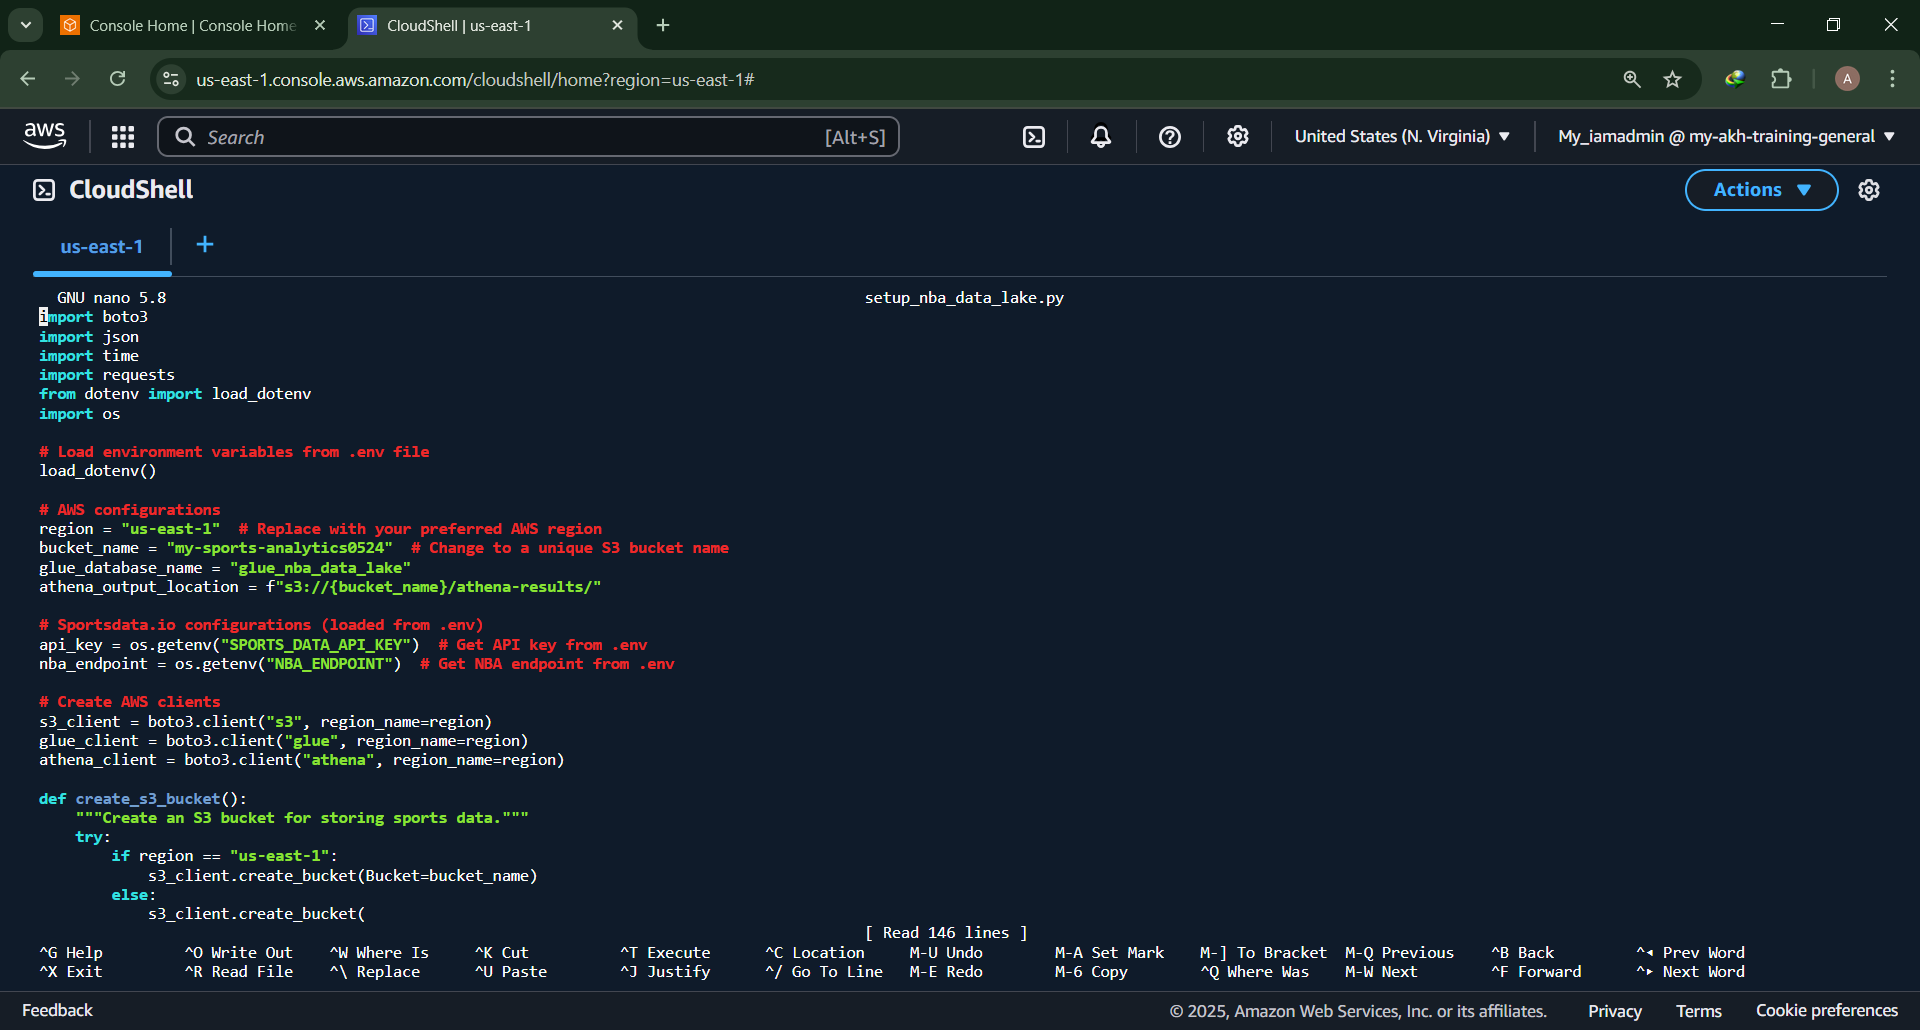 Console Home | Console Home
CloudShell | us-east-1
us-east-1.console.aws.amazon.com/cloudshell/home?region=us-east-1#
A
aws
Search
[Alt+S]
United States (N. Virginia)
My_iamadmin @ my-akh-training-general
CloudShell
Actions
us-east-1
GNU nano 5.8 setup_nba_data_lake.py
import boto3
import json
import time
import requests
from dotenv import load_dotenv
import os
# Load environment variables from .env file
load_dotenv()
# AWS configurations
region = "us-east-1"  # Replace with your preferred AWS region
bucket_name = "my-sports-analytics0524"  # Change to a unique S3 bucket name
glue_database_name = "glue_nba_data_lake"
athena_output_location = f"s3://{bucket_name}/athena-results/"
# Sportsdata.io configurations (loaded from .env)
api_key = os.getenv("SPORTS_DATA_API_KEY")  # Get API key from .env
nba_endpoint = os.getenv("NBA_ENDPOINT")  # Get NBA endpoint from .env
# Create AWS clients
s3_client = boto3.client("s3", region_name=region)
glue_client = boto3.client("glue", region_name=region)
athena_client = boto3.client("athena", region_name=region)
def create_s3_bucket():
    """Create an S3 bucket for storing sports data."""
    try:
        if region == "us-east-1":
            s3_client.create_bucket(Bucket=bucket_name)
        else:
            s3_client.create_bucket(
[ Read 146 lines ]
^G Help ^O Write Out ^W Where Is ^K Cut ^T Execute ^C Location M-U Undo M-A Set Mark M-] To Bracket M-Q Previous ^B Back ^◂ Prev Word
^X Exit ^R Read File ^\ Replace ^U Paste ^J Justify ^/ Go To Line M-E Redo M-6 Copy ^Q Where Was M-W Next ^F Forward ^▸ Next Word
Feedback
© 2025, Amazon Web Services, Inc. or its affiliates. Privacy Terms Cookie preferences